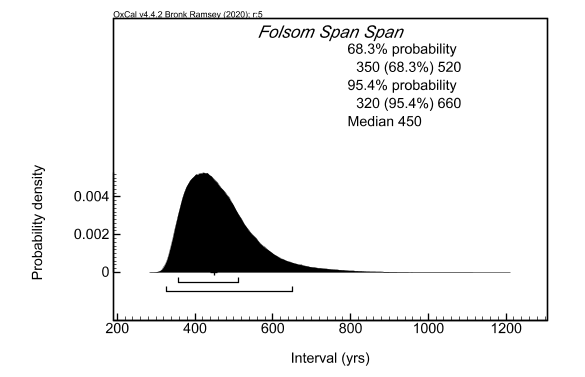 OxCal v4.4.2 Bronk Ramsey (2020); r:5
Folsom Span Span
68.3% probability
350 (68.3%) 520
95.4% probability
320 (95.4%) 660
Median 450
Probability density
0.004
0.002
0
200 400 600 800 1000 1200
Interval (yrs)